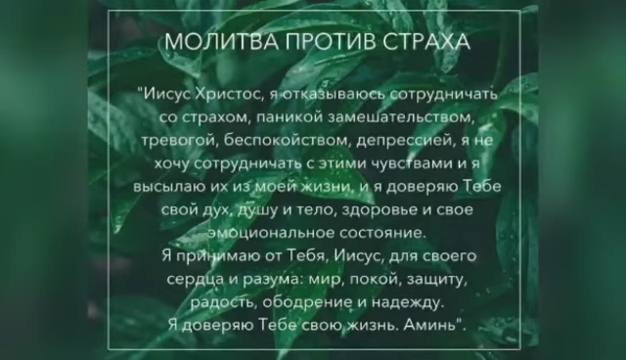 МОЛИТВА ПРОТИВ СТРАХА
"Иисус Христос, я отказываюсь сотрудничать
со страхом, паникой замешательством,
тревогой, беспокойством, депрессией, я не
хочу сотрудничать с этими чувствами и я
высылаю их из моей жизни, и я доверяю Тебе
свой дух, душу и тело, здоровье и свое
эмоциональное состояние.
Я принимаю от Тебя, Иисус, для своего
сердца и разума: мир, покой, защиту,
радость, ободрение и надежду.
Я доверяю Тебе свою жизнь. Аминь".